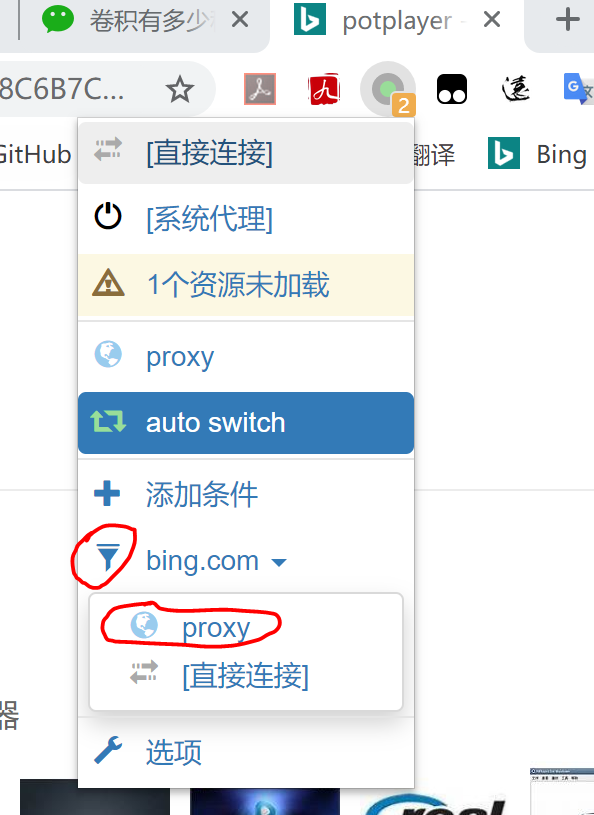 卷积有多少
potplayer -
8C6B7C...
2
GitHub
[直接连接]
翻译
Bing
[系统代理]
1个资源未加载
proxy
auto switch
添加条件
bing.com
proxy
[直接连接]
器
选项
real